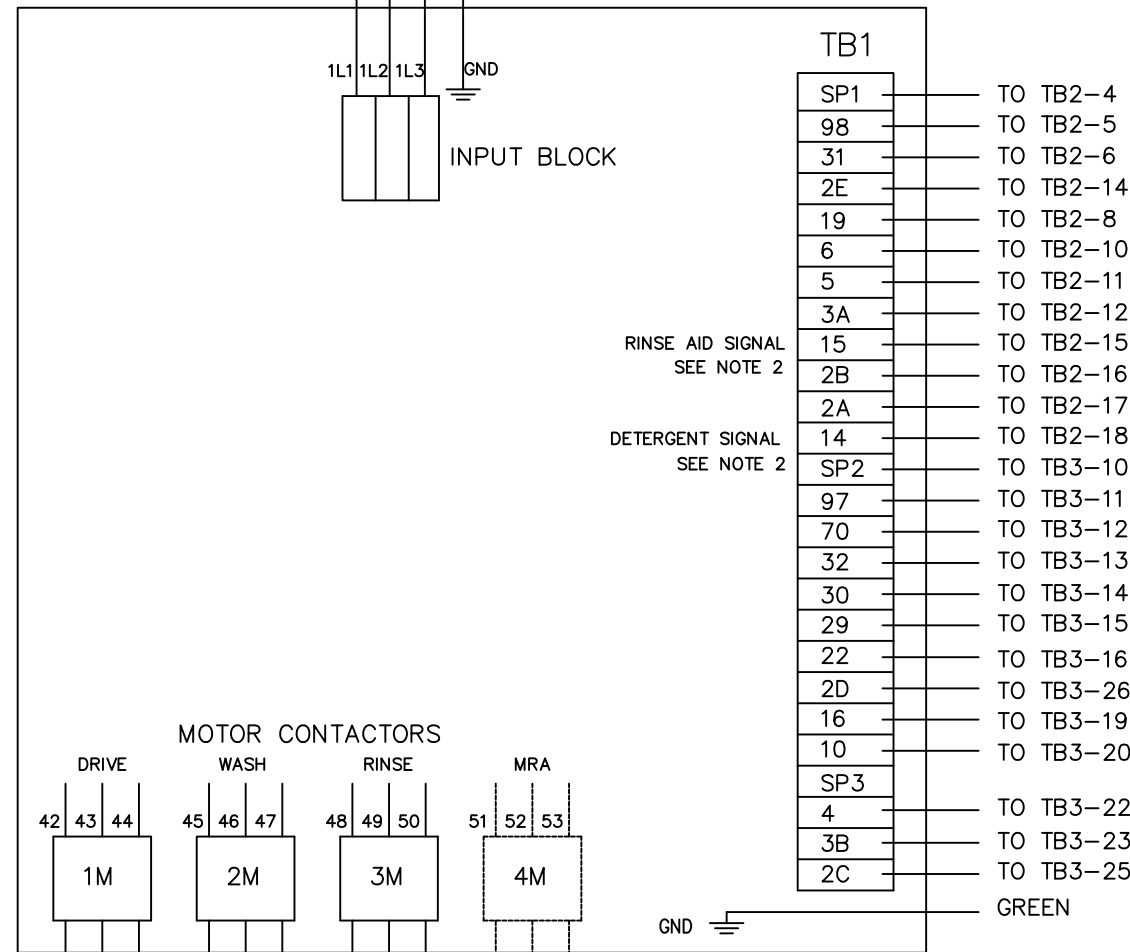 1L1 1L2 1L3 GND
INPUT BLOCK
TB1
SP1 TO TB2-4
98 TO TB2-5
31 TO TB2-6
2E TO TB2-14
19 TO TB2-8
6 TO TB2-10
5 TO TB2-11
3A TO TB2-12
RINSE AID SIGNAL 15 TO TB2-15
SEE NOTE 2 2B TO TB2-16
2A TO TB2-17
DETERGENT SIGNAL 14 TO TB2-18
SEE NOTE 2 SP2 TO TB3-10
97 TO TB3-11
70 TO TB3-12
32 TO TB3-13
30 TO TB3-14
29 TO TB3-15
22 TO TB3-16
2D TO TB3-26
16 TO TB3-19
10 TO TB3-20
SP3
4 TO TB3-22
3B TO TB3-23
2C TO TB3-25
GND GREEN
MOTOR CONTACTORS
DRIVE WASH RINSE MRA
42 43 44 45 46 47 48 49 50 51 52 53
1M 2M 3M 4M